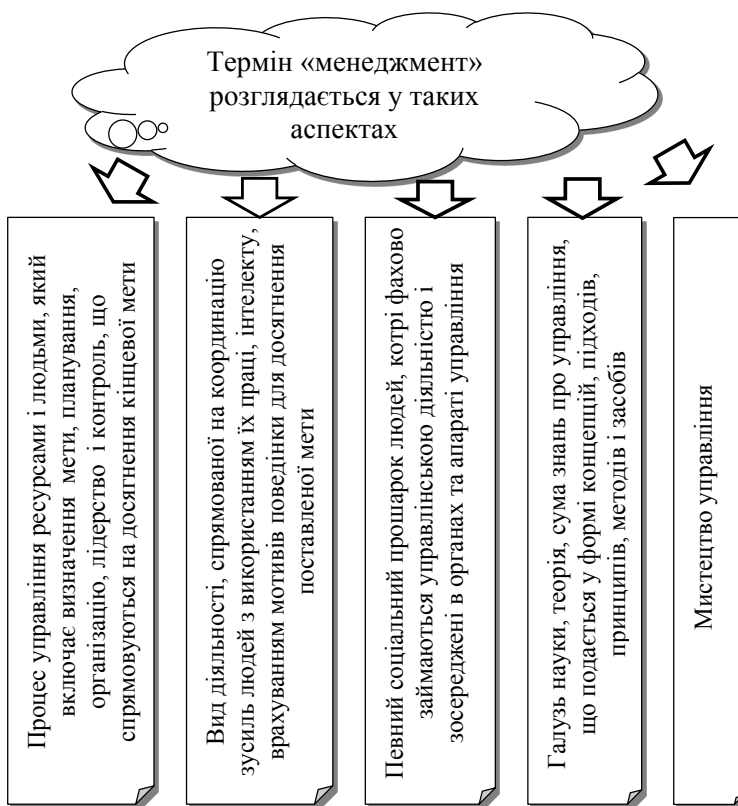 Термін «менеджмент»
розглядається у таких
аспектах
Процес управління ресурсами і людьми, який
включає визначення мети, планування,
організацію, лідерство і контроль, що
спрямовуються на досягнення кінцевої мети
Вид діяльності, спрямованої на координацію
зусиль людей з використанням їх праці, інтелекту,
врахуванням мотивів поведінки для досягнення
поставленої мети
Певний соціальний прошарок людей, котрі фахово
займаються управлінською діяльністю і
зосереджені в органах та апараті управління
Галузь науки, теорія, сума знань про управління,
що подається у формі концепцій, підходів,
принципів, методів і засобів
Мистецтво управління